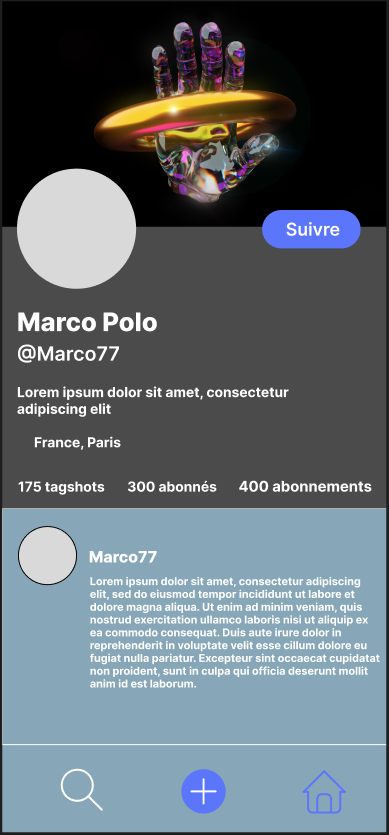 Suivre
Marco Polo
@Marco77
Lorem ipsum dolor sit amet, consectetur
adipiscing elit
France, Paris
175 tagshots 300 abonnés 400 abonnements
Marco77
Lorem ipsum dolor sit amet, consectetur adipiscing
elit, sed do eiusmod tempor incididunt ut labore et
dolore magna aliqua. Ut enim ad minim veniam, quis
nostrud exercitation ullamco laboris nisi ut aliquip ex
ea commodo consequat. Duis aute irure dolor in
reprehenderit in voluptate velit esse cillum dolore eu
fugiat nulla pariatur. Excepteur sint occaecat cupidatat
non proident, sunt in culpa qui officia deserunt mollit
anim id est laborum.